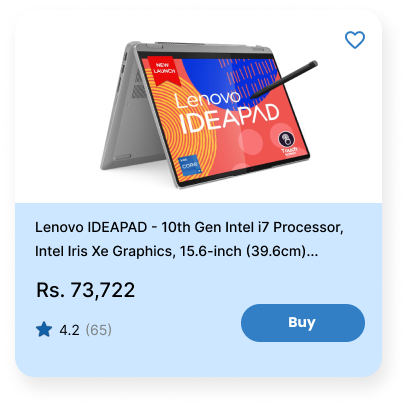 NEW
LAUNCH
Lenovo
IDEAPAD
CORE
Lenovo IDEAPAD - 10th Gen Intel i7 Processor,
Intel Iris Xe Graphics, 15.6-inch (39.6cm)...
Rs. 73,722
4.2 (65)
Buy